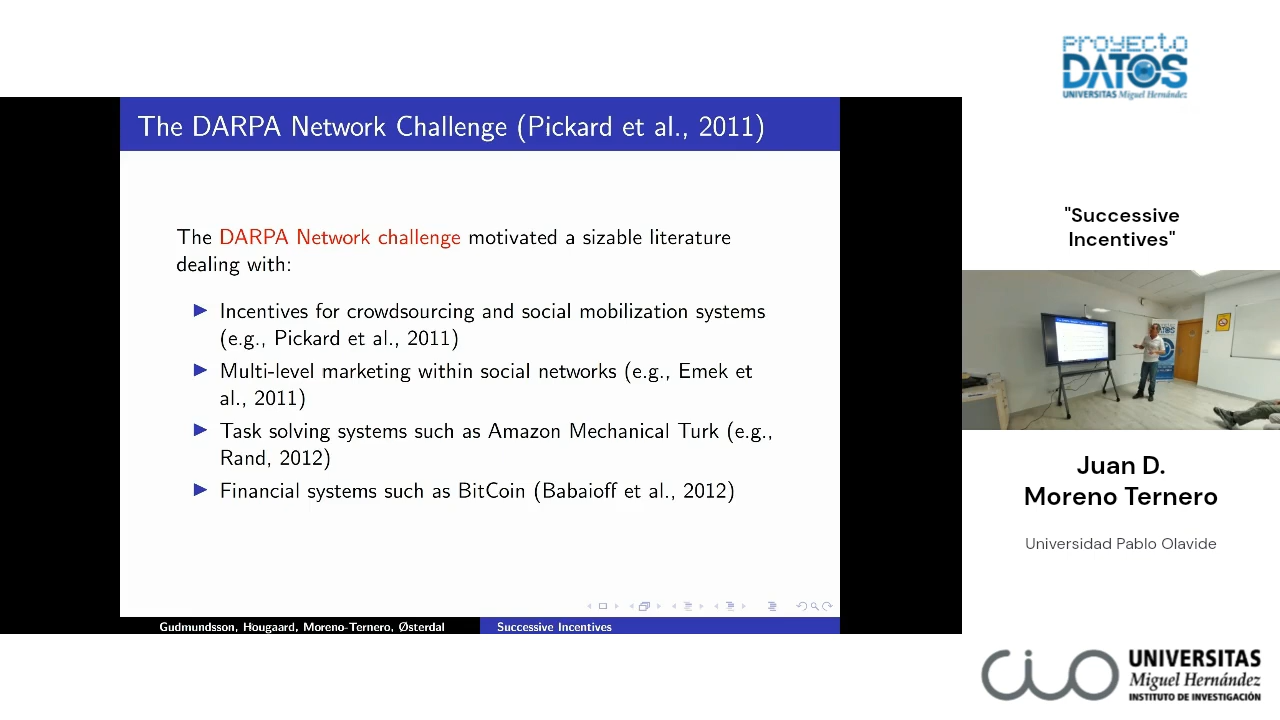 The DARPA Network Challenge (Pickard et al., 2011)
The DARPA Network challenge motivated a sizable literature
dealing with:
Incentives for crowdsourcing and social mobilization systems
(e.g., Pickard et al., 2011)
Multi-level marketing within social networks (e.g., Emek et
al., 2011)
Task solving systems such as Amazon Mechanical Turk (e.g.,
Rand, 2012)
Financial systems such as BitCoin (Babaioff et al., 2012)
Gudmundsson, Hougaard, Moreno-Ternero, Østerdal
Successive Incentives
PROYECTO
DATOS
UNIVERSITAS Miguel Hernández
"Successive
Incentives"
Juan D.
Moreno Ternero
Universidad Pablo Olavide
cio
UNIVERSITAS
Miguel Hernández
INSTITUTO DE INVESTIGACIÓN